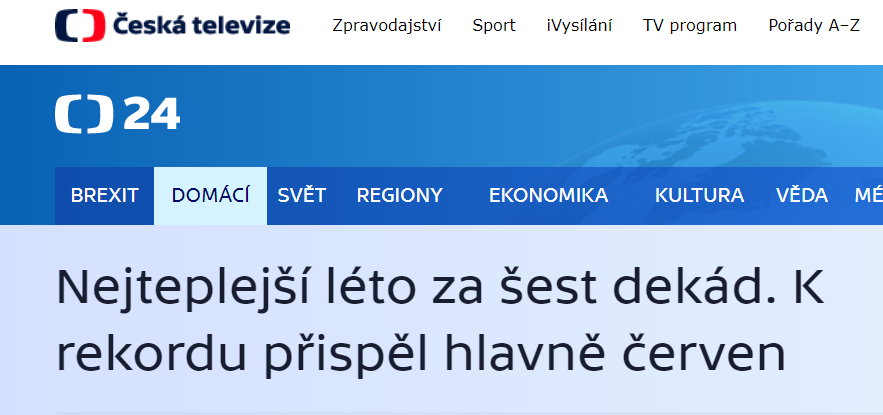 Česká televize Zpravodajství Sport iVysílání TV program Pořady A–Z
24
BREXIT DOMÁCÍ SVĚT REGIONY EKONOMIKA KULTURA VĚDA MÉ
Nejteplejší léto za šest dekád. K
rekordu přispěl hlavně červen